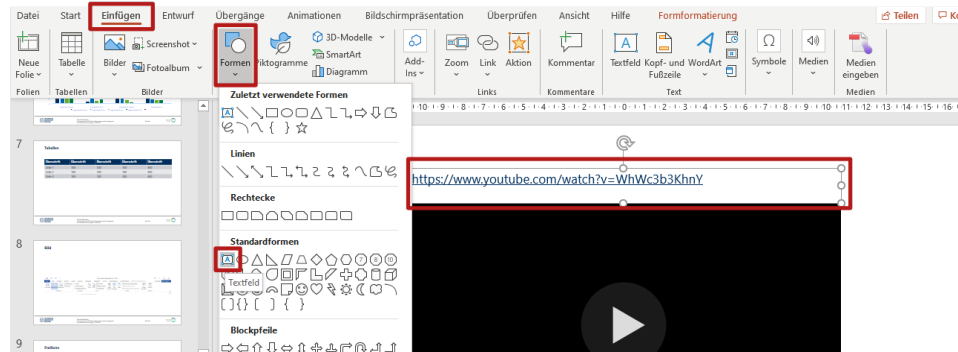 Datei Start Einfügen Entwurf Übergänge Animationen Bildschirmpräsentation Überprüfen Ansicht Hilfe Formformatierung Teilen
Neue Folie Tabelle Bilder Screenshot Fotoalbum Formen Piktogramme 3D-Modelle SmartArt Diagramm Add-Ins Zoom Link Aktion Kommentar Textfeld Kopf- und Fußzeile WordArt Symbole Medien Medien eingeben
Folien Tabellen Bilder Links Kommentare Text Medien
Zuletzt verwendete Formen
Linien
Rechtecke
Standardformen
Textfeld
Blockpfeile
7
Tabellen
8
9
https://www.youtube.com/watch?v=WhWc3b3KhnY